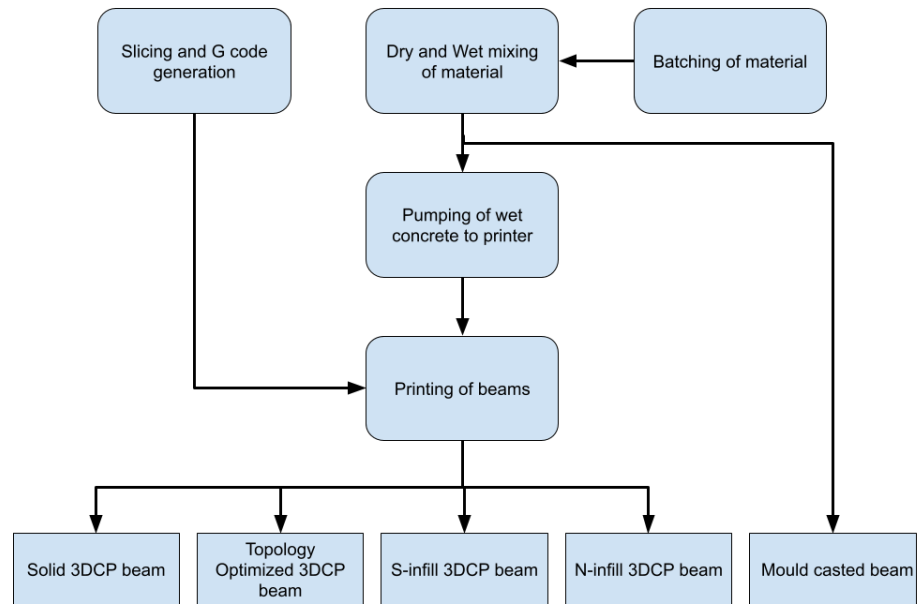 Slicing and G code
generation
Dry and Wet mixing
of material
Batching of material
Pumping of wet
concrete to printer
Printing of beams
Solid 3DCP beam
Topology
Optimized 3DCP
beam
S-infill 3DCP beam
N-infill 3DCP beam
Mould casted beam